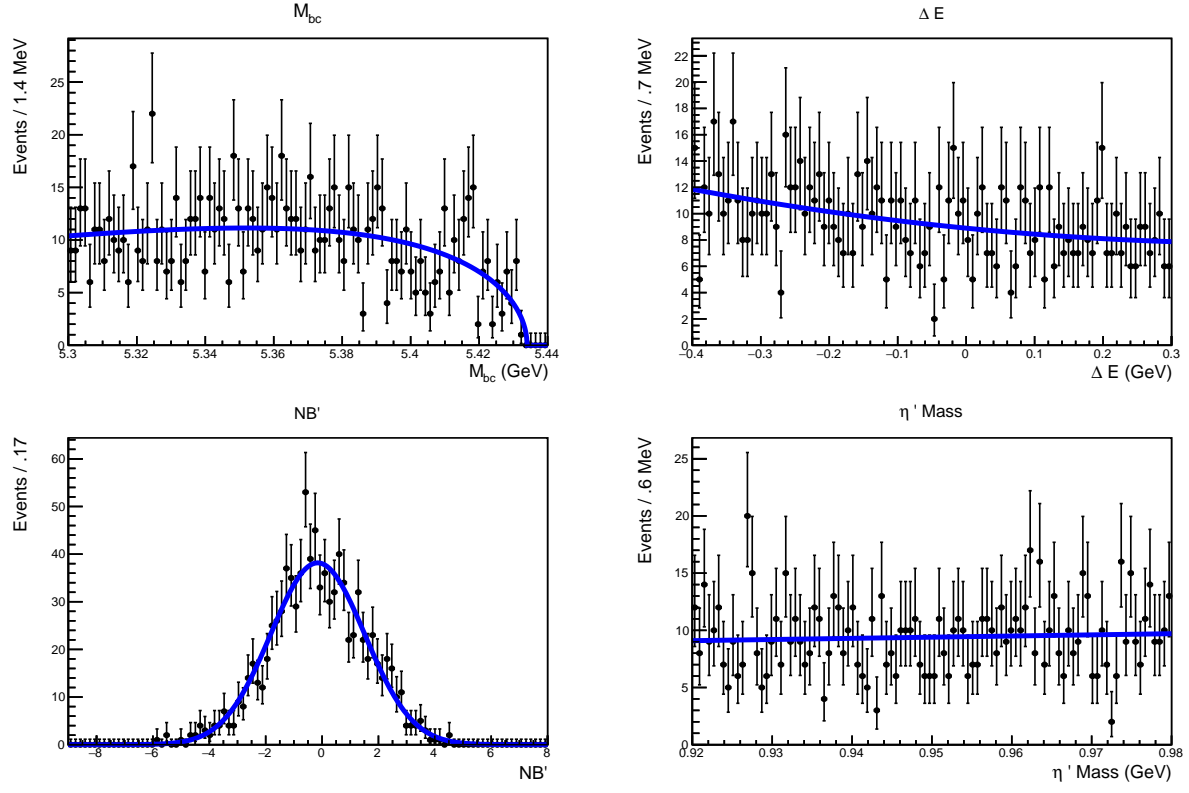 M_bc
Events / 1.4 MeV
25
20
15
10
5
0
5.3 5.32 5.34 5.36 5.38 5.4 5.42 5.44
M_bc (GeV)
Δ E
Events / .7 MeV
22
20
18
16
14
12
10
8
6
4
2
0
−0.4 −0.3 −0.2 −0.1 0 0.1 0.2 0.3
Δ E (GeV)
NB'
Events / .17
60
50
40
30
20
10
0
−8 −6 −4 −2 0 2 4 6 8
NB'
η ' Mass
Events / .6 MeV
25
20
15
10
5
0
0.92 0.93 0.94 0.95 0.96 0.97 0.98
η ' Mass (GeV)